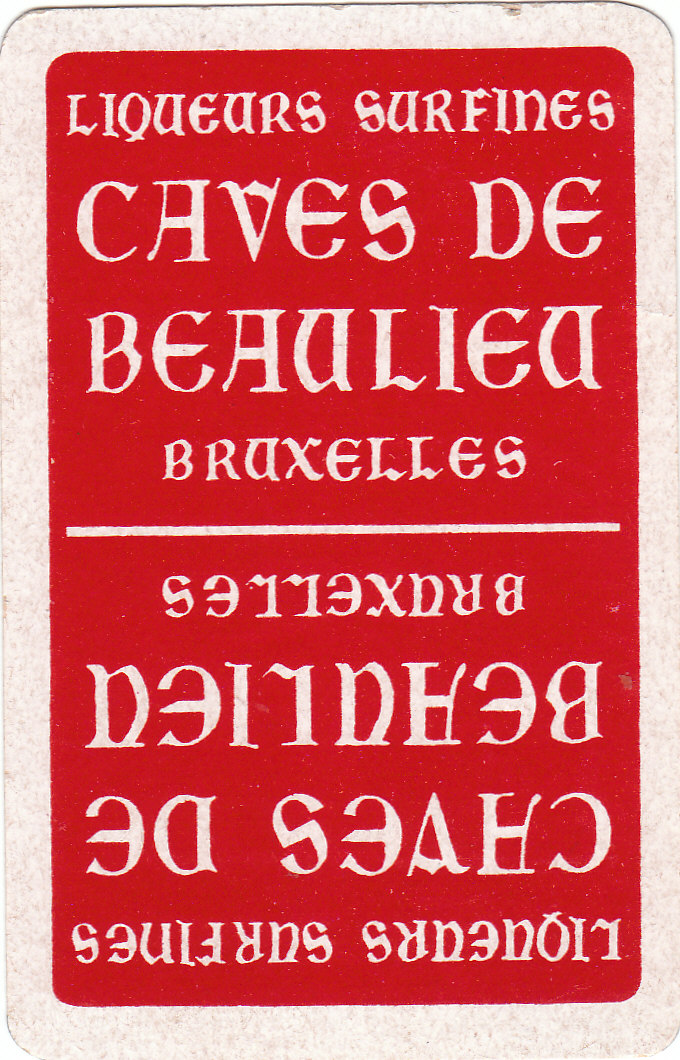 LIQUEURS SURFINES
CAVES DE
BEAULIEU
BRUXELLES
BRUXELLES
BEAULIEU
CAVES DE
LIQUEURS SURFINES